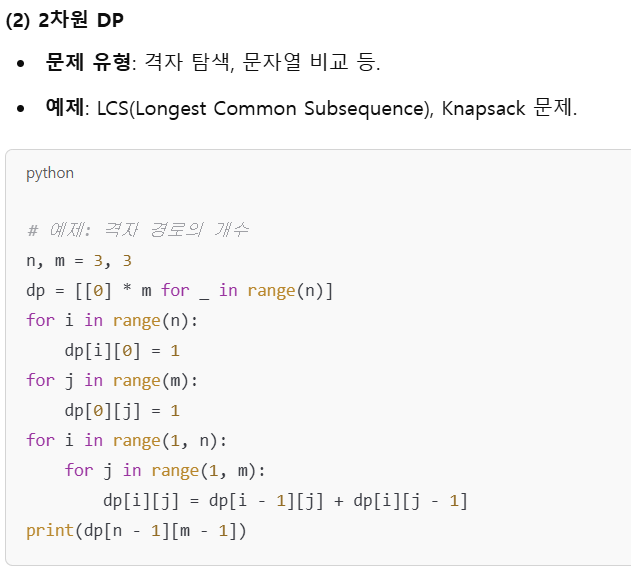 (2) 2차원 DP
• 문제 유형: 격자 탐색, 문자열 비교 등.
• 예제: LCS(Longest Common Subsequence), Knapsack 문제.
python
# 예제: 격자 경로의 개수
n, m = 3, 3
dp = [[0] * m for _ in range(n)]
for i in range(n):
    dp[i][0] = 1
for j in range(m):
    dp[0][j] = 1
for i in range(1, n):
    for j in range(1, m):
        dp[i][j] = dp[i - 1][j] + dp[i][j - 1]
print(dp[n - 1][m - 1])